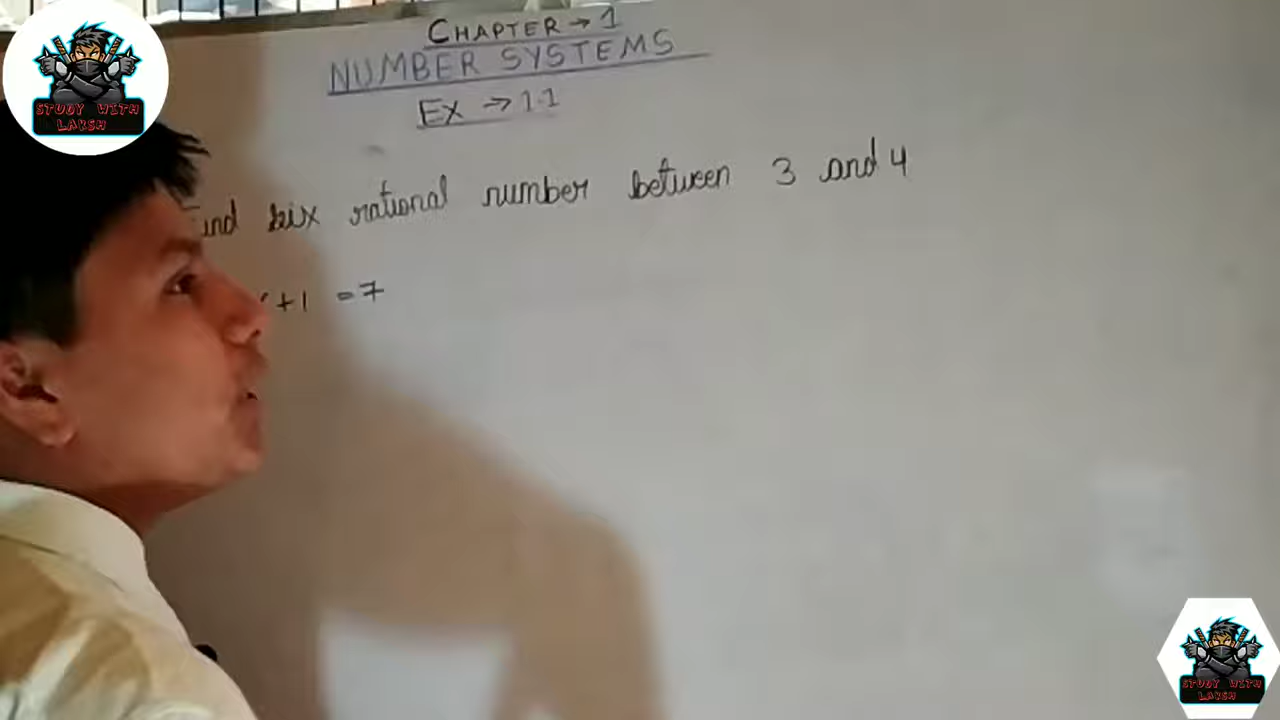 CHAPTER → 1
NUMBER SYSTEMS
EX → 1.1
six rational number between 3 and 4
+1 = 7
STUDY WITH
LAKSH
STUDY WITH
LAKSH